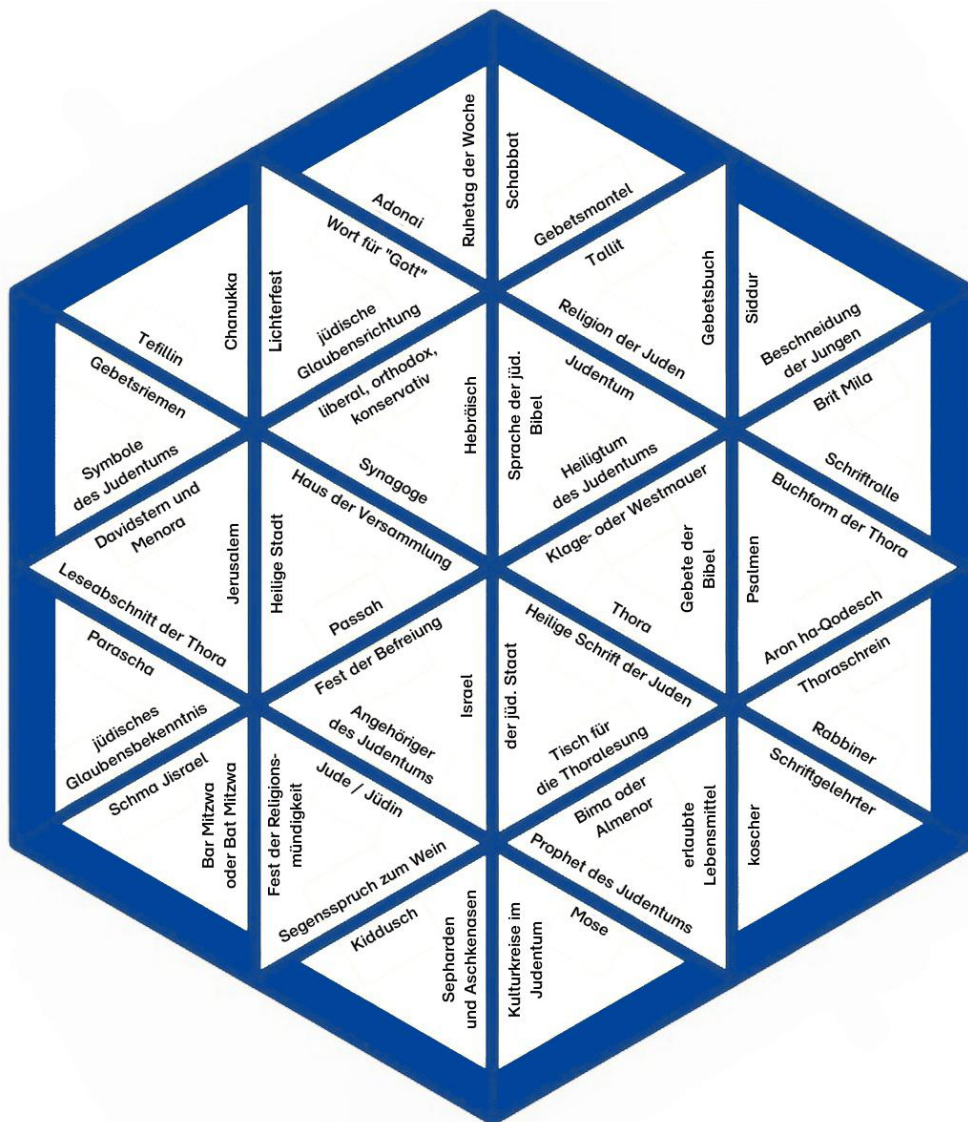 Adonai
Ruhetag der Woche
Schabbat
Gebetsmantel
Wort für "Gott"
Tallit
Chanukka
Lichterfest
jüdische
Glaubensrichtung
Religion der Juden
Gebetsbuch
Siddur
Beschneidung
der Jungen
Tefillin
Gebetsriemen
liberal, orthodox,
konservativ
Hebräisch
Sprache der jüd.
Bibel
Judentum
Brit Mila
Symbole
des Judentums
Synagoge
Heiligtum
des Judentums
Schriftrolle
Davidstern und
Menora
Haus der Versammlung
Klage- oder Westmauer
Buchform der Thora
Leseabschnitt der Thora
Jerusalem
Heilige Stadt
Passah
Thora
Gebete der
Bibel
Psalmen
Aron ha-Qodesch
Parascha
Fest der Befreiung
Israel
der jüd. Staat
Heilige Schrift der Juden
Thoraschrein
jüdisches
Glaubensbekenntnis
Angehöriger
des Judentums
Tisch für
die Thoralesung
Rabbiner
Schma Jisrael
Jude / Jüdin
Bima oder
Almenor
Schriftgelehrter
Bar Mitzwa
oder Bat Mitzwa
Fest der Religions-
mündigkeit
erlaubte
Lebensmittel
koscher
Segensspruch zum Wein
Prophet des Judentums
Kiddusch
Sepharden
und Aschkenasen
Kulturkreise im
Judentum
Mose